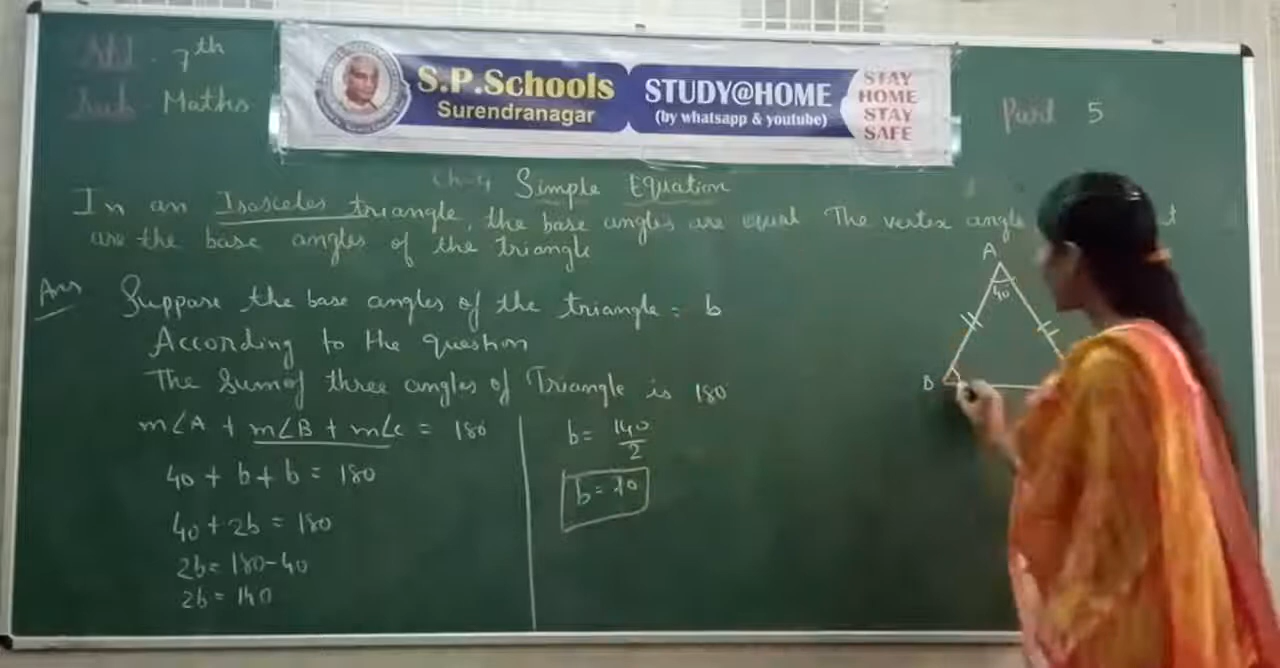 7th
Maths
S.P.Schools
Surendranagar
STUDY@HOME
(by whatsapp & youtube)
STAY
HOME
STAY
SAFE
Part 5
Ch-4 Simple Equation
In an Isosceles triangle, the base angles are equal The vertex angle
are the base angles of the triangle
Ans Suppose the base angles of the triangle = b
According to the question
The Sum of three angles of Triangle is 180
m∠A + m∠B + m∠c = 180
40 + b + b = 180
40 + 2b = 180
2b = 180-40
2b = 140
b = 140/2
b = 70
A
40
B